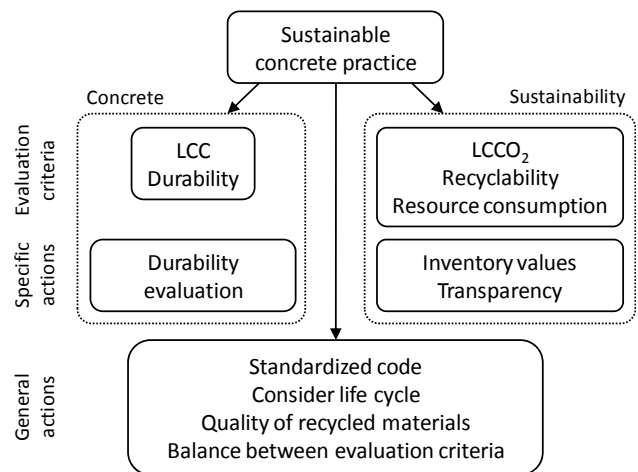 Sustainable
concrete practice
Concrete
Sustainability
Evaluation
criteria
LCC
Durability
LCCO₂
Recyclability
Resource consumption
Specific
actions
Durability
evaluation
Inventory values
Transparency
General
actions
Standardized code
Consider life cycle
Quality of recycled materials
Balance between evaluation criteria